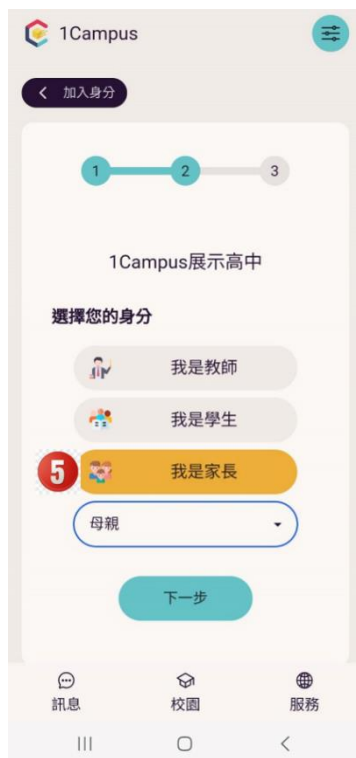 1Campus
加入身分
1 2 3
1Campus展示高中
選擇您的身分
我是教師
我是學生
5 我是家長
母親
下一步
訊息 校園 服務